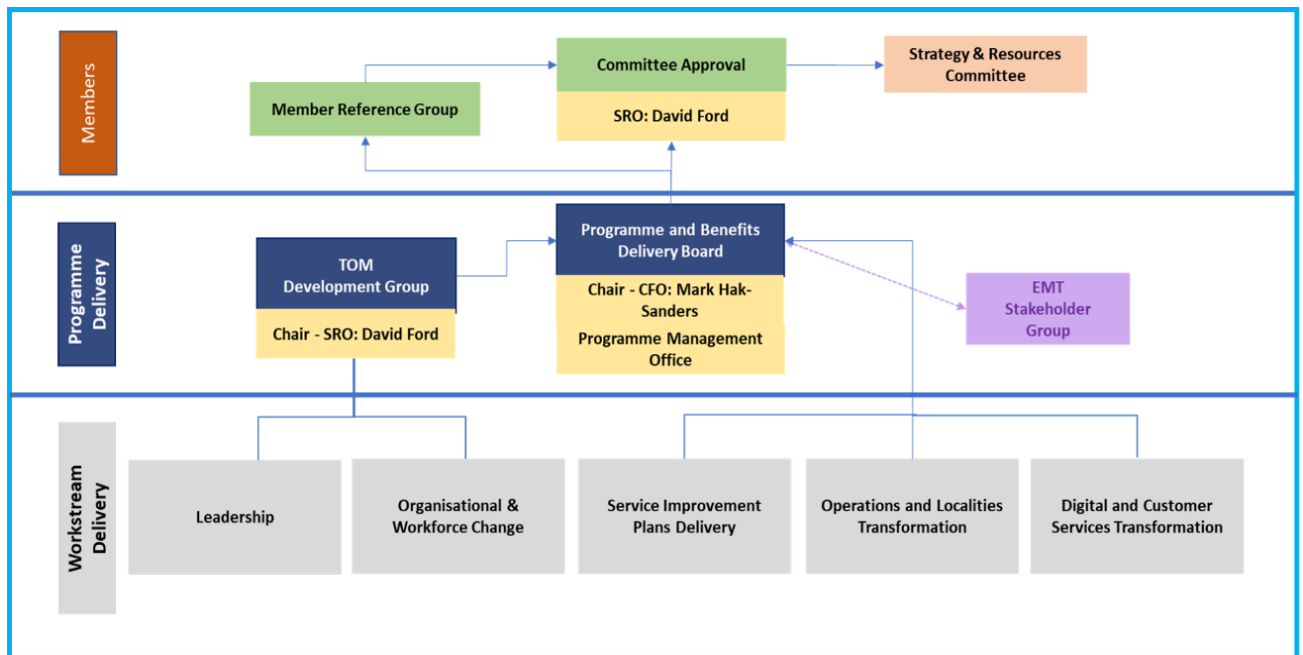 Members
Member Reference Group
Committee Approval
SRO: David Ford
Strategy & Resources
Committee
Programme
Delivery
TOM
Development Group
Chair - SRO: David Ford
Programme and Benefits
Delivery Board
Chair - CFO: Mark Hak-
Sanders
Programme Management
Office
EMT
Stakeholder
Group
Workstream
Delivery
Leadership
Organisational &
Workforce Change
Service Improvement
Plans Delivery
Operations and Localities
Transformation
Digital and Customer
Services Transformation